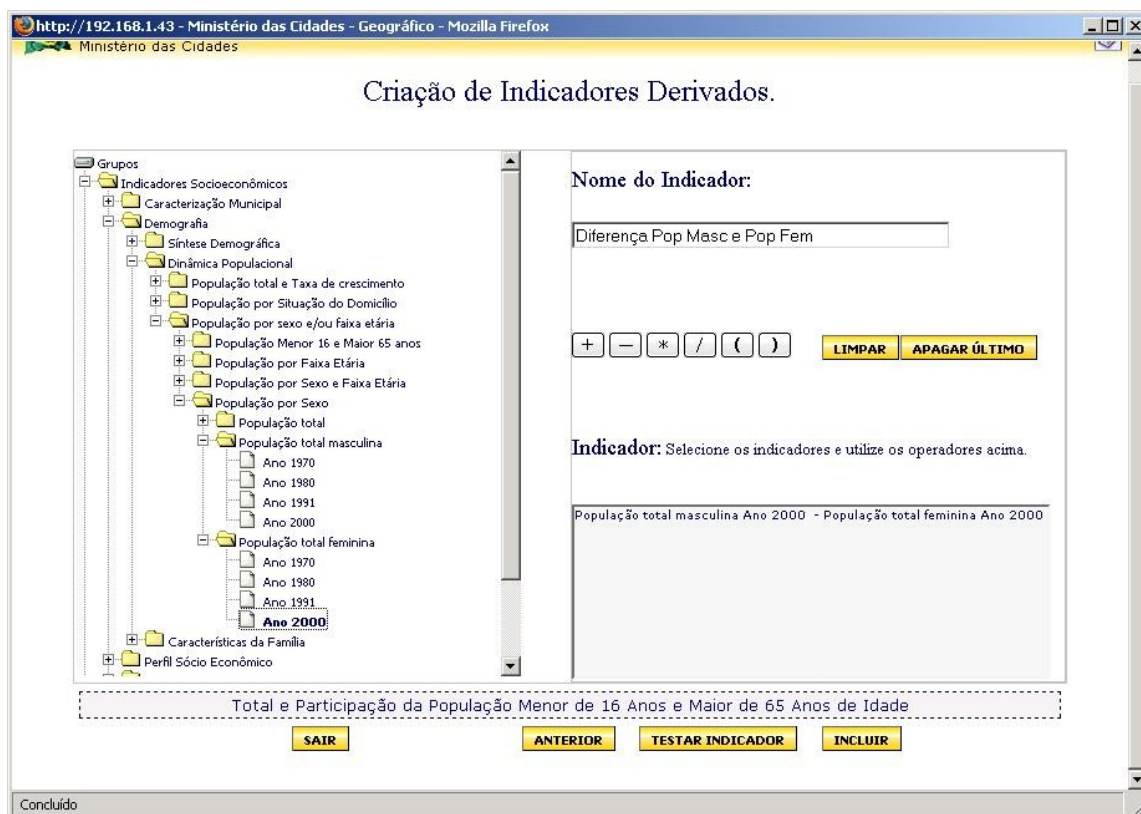 http://192.168.1.43 - Ministério das Cidades - Geográfico - Mozilla Firefox
Ministério das Cidades
Criação de Indicadores Derivados.
Grupos
Indicadores Socioeconômicos
Caracterização Municipal
Demografia
Síntese Demográfica
Dinâmica Populacional
População total e Taxa de crescimento
População por Situação do Domicílio
População por sexo e/ou faixa etária
População Menor 16 e Maior 65 anos
População por Faixa Etária
População por Sexo e Faixa Etária
População por Sexo
População total
População total masculina
Ano 1970
Ano 1980
Ano 1991
Ano 2000
População total feminina
Ano 1970
Ano 1980
Ano 1991
Ano 2000
Características da Família
Perfil Sócio Econômico
Nome do Indicador:
Diferença Pop Masc e Pop Fem
+ — * / ( ) LIMPAR APAGAR ÚLTIMO
Indicador: Selecione os indicadores e utilize os operadores acima.
População total masculina Ano 2000 - População total feminina Ano 2000
Total e Participação da População Menor de 16 Anos e Maior de 65 Anos de Idade
SAIR ANTERIOR TESTAR INDICADOR INCLUIR
Concluído